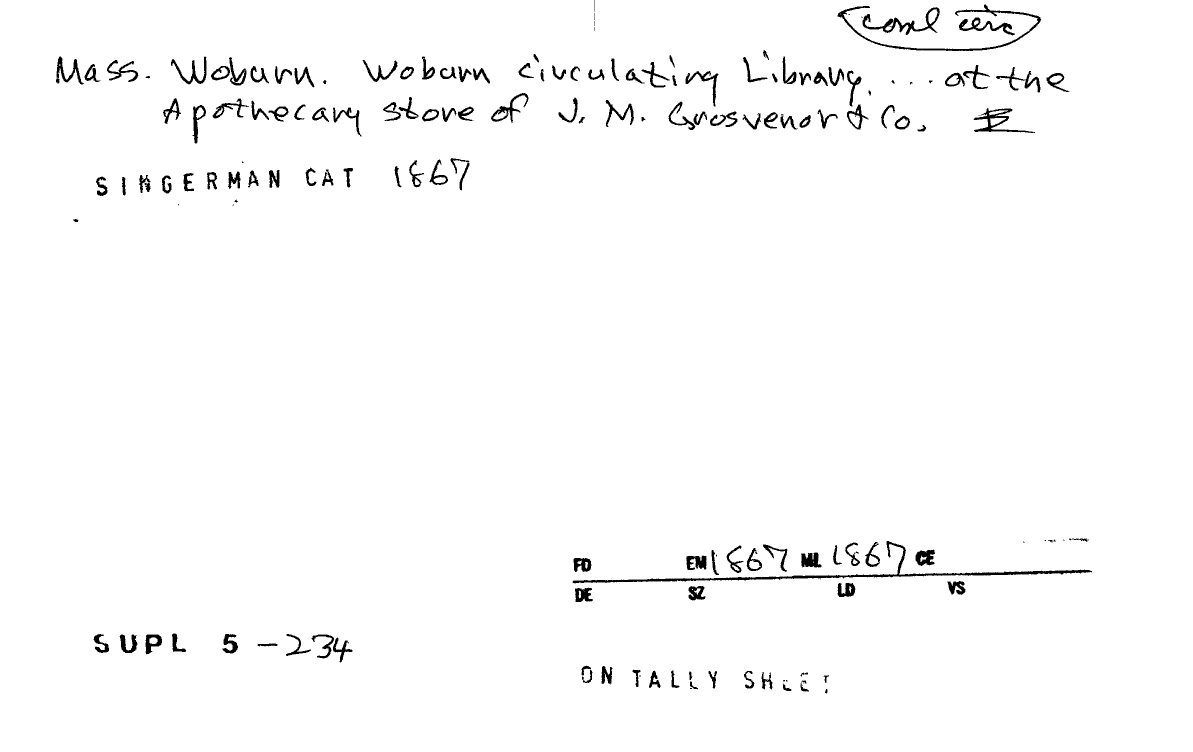 coml circ
Mass. Woburn. Woburn circulating Library. ... at the
Apothecary store of J. M. Grosvenor & Co.
SINGERMAN CAT 1867
FD EM 1867 ML 1867 CE
DE SZ LD VS
SUPL 5 - 234
ON TALLY SHEET